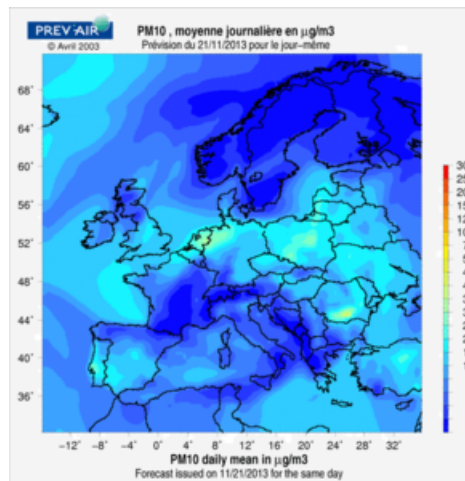 PREV'AIR
© Avril 2003
PM10 , moyenne journalière en µg/m3
Prévision du 21/11/2013 pour le jour-même
68°
64°
60°
56°
52°
48°
44°
40°
36°
−12° −8° −4° 0° 4° 8° 12° 16° 20° 24° 28° 32°
PM10 daily mean in µg/m3
Forecast issued on 11/21/2013 for the same day